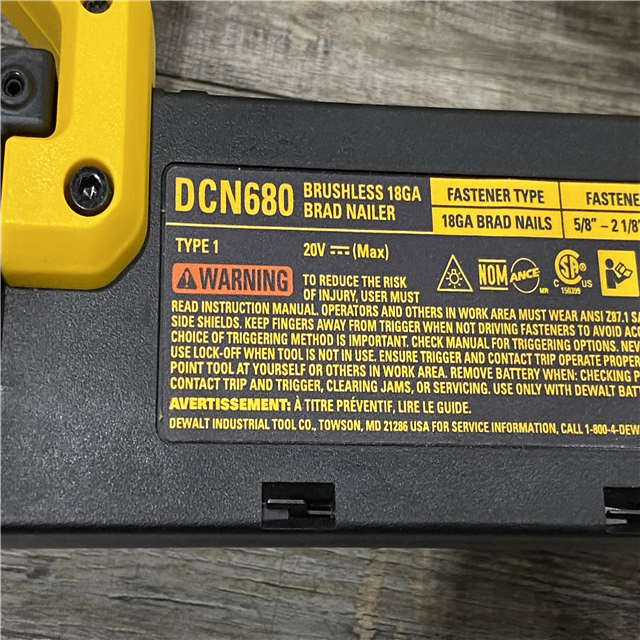 DCN680 BRUSHLESS 18GA BRAD NAILER
FASTENER TYPE
18GA BRAD NAILS
FASTENE
5/8" – 2 1/8"
TYPE 1
20V (Max)
NOM ANCE
MR
C US
158399
WARNING TO REDUCE THE RISK
OF INJURY, USER MUST
READ INSTRUCTION MANUAL. OPERATORS AND OTHERS IN WORK AREA MUST WEAR ANSI Z87.1
SIDE SHIELDS. KEEP FINGERS AWAY FROM TRIGGER WHEN NOT DRIVING FASTENERS TO AVOID
CHOICE OF TRIGGERING METHOD IS IMPORTANT. CHECK MANUAL FOR TRIGGERING OPTIONS.
USE LOCK-OFF WHEN TOOL IS NOT IN USE. ENSURE TRIGGER AND CONTACT TRIP OPERATE
POINT TOOL AT YOURSELF OR OTHERS IN WORK AREA. REMOVE BATTERY WHEN: CHECKING
CONTACT TRIP AND TRIGGER, CLEARING JAMS, OR SERVICING. USE ONLY WITH DEWALT
AVERTISSEMENT: À TITRE PRÉVENTIF, LIRE LE GUIDE.
DEWALT INDUSTRIAL TOOL CO., TOWSON, MD 21286 USA FOR SERVICE INFORMATION, CALL 1-800-4-DEW